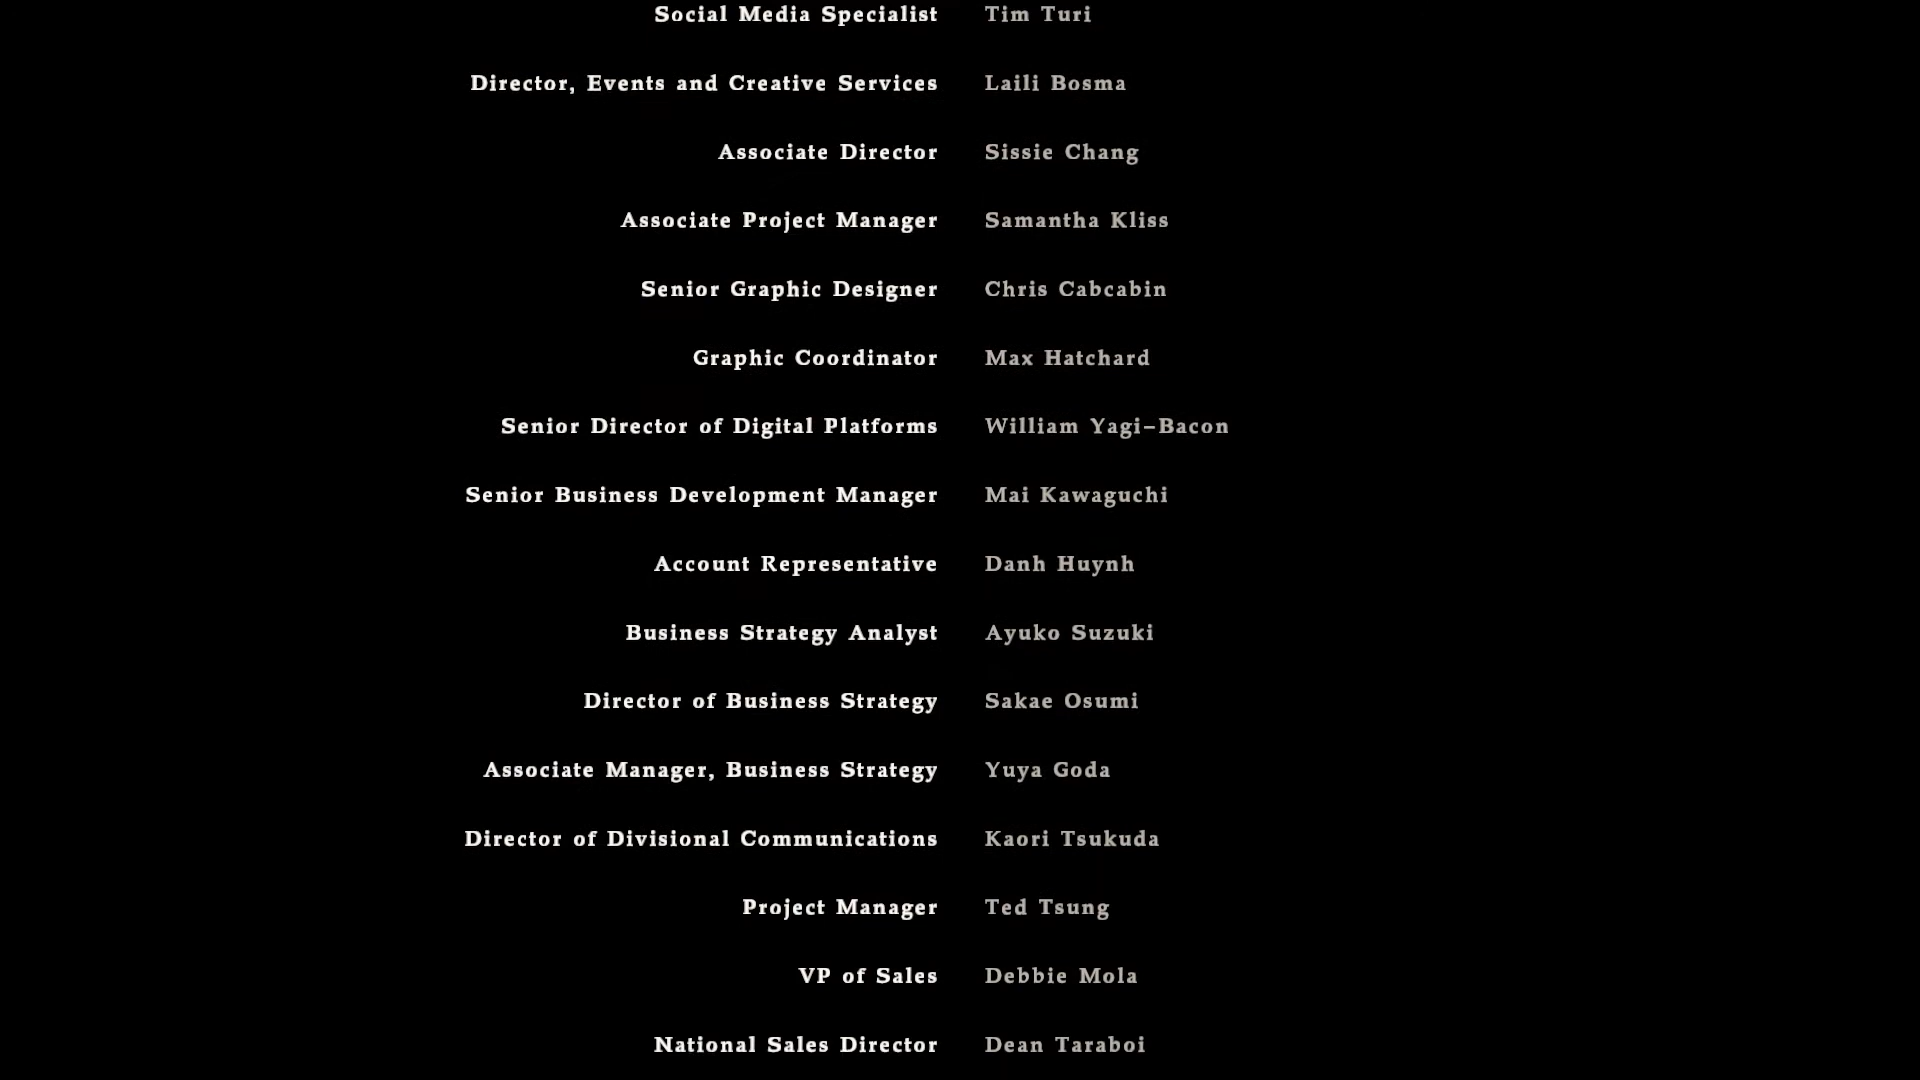 Social Media Specialist Tim Turi
Director, Events and Creative Services Laili Bosma
Associate Director Sissie Chang
Associate Project Manager Samantha Kliss
Senior Graphic Designer Chris Cabcabin
Graphic Coordinator Max Hatchard
Senior Director of Digital Platforms William Yagi–Bacon
Senior Business Development Manager Mai Kawaguchi
Account Representative Danh Huynh
Business Strategy Analyst Ayuko Suzuki
Director of Business Strategy Sakae Osumi
Associate Manager, Business Strategy Yuya Goda
Director of Divisional Communications Kaori Tsukuda
Project Manager Ted Tsung
VP of Sales Debbie Mola
National Sales Director Dean Taraboi